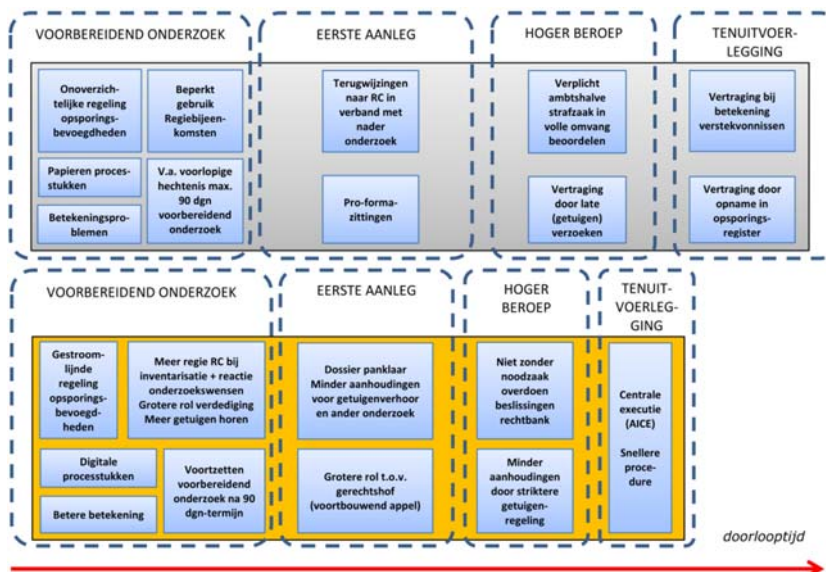 VOORBEREIDEND ONDERZOEK
EERSTE AANLEG
HOGER BEROEP
TENUITVOER-
LEGGING
Onoverzich-
telijke regeling
opsporings-
bevoegdheden
Beperkt
gebruik
Regiebijeen-
komsten
Papieren proces-
stukken
V.a. voorlopige
hechtenis max.
90 dgn
voorbereidend
onderzoek
Betekeningspro-
blemen
Terugwijzingen
naar RC in
verband met
nader
onderzoek
Pro-forma-
zittingen
Verplicht
ambtshalve
strafzaak in
volle omvang
beoordelen
Vertraging
door late
(getuigen)
verzoeken
Vertraging bij
betekening
verstekvonnissen
Vertraging door
opname in
opsporings-
register
VOORBEREIDEND ONDERZOEK
EERSTE AANLEG
HOGER
BEROEP
TENUIT-
VOERLEG-
GING
Gestroom-
lijnde
regeling
opsporings-
bevoegd-
heden
Meer regie RC bij
inventarisatie + reactie
onderzoekswensen
Grotere rol verdediging
Meer getuigen horen
Digitale
processtukken
Betere betekening
Voortzetten
voorbereidend
onderzoek na 90
dgn-termijn
Dossier panklaar
Minder aanhoudingen
voor getuigenverhoor
en ander onderzoek
Grotere rol t.o.v.
gerechtshof
(voortbouwend appel)
Niet zonder
noodzaak
overdoen
beslissingen
rechtbank
Minder
aanhoudingen
door striktere
getuigen-
regeling
Centrale
executie
(AICE)
Snellere
proce-
dure
doorlooptijd